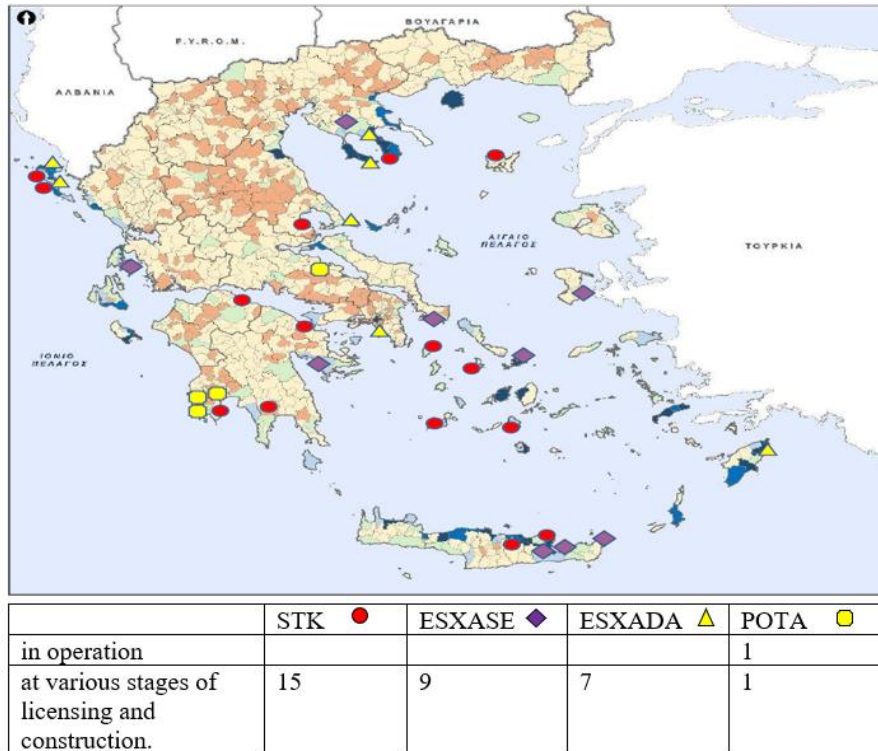 ΒΟΥΛΓΑΡΙΑ
F.Y.R.O.M.
ΑΛΒΑΝΙΑ
ΑΙΓΑΙΟ
ΠΕΛΑΓΟΣ
ΤΟΥΡΚΙΑ
ΙΟΝΙΟ
ΠΕΛΑΓΟΣ
STK ESXASE ESXADA POTA
in operation 1
at various stages of 15 9 7 1
licensing and
construction.